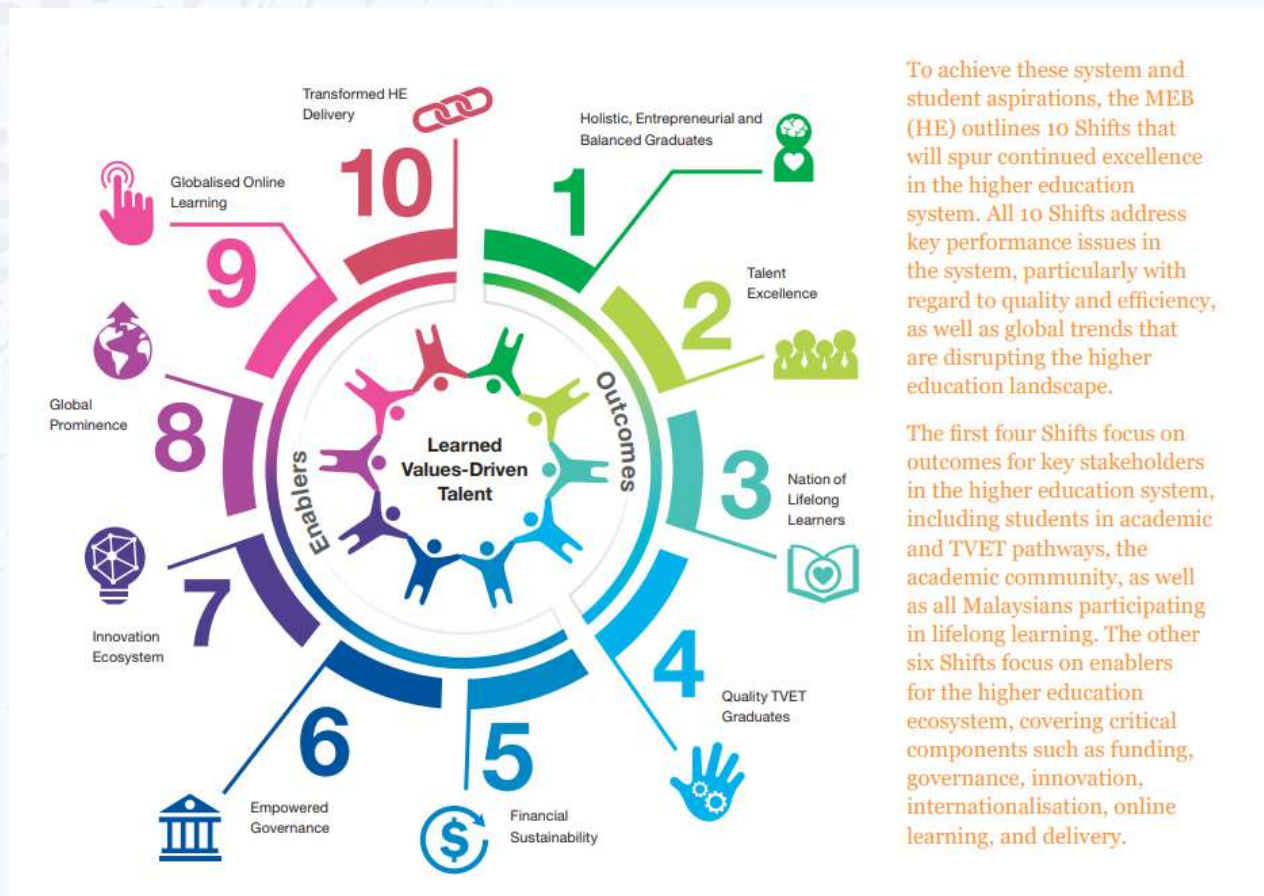 Transformed HE
Delivery
10
Holistic, Entrepreneurial and
Balanced Graduates
1
Talent
Excellence
2
Nation of
Lifelong
Learners
3
Quality TVET
Graduates
4
Financial
Sustainability
5
Empowered
Governance
6
Innovation
Ecosystem
7
Global
Prominence
8
Globalised Online
Learning
9
Enablers
Outcomes
Learned
Values-Driven
Talent
$
To achieve these system and
student aspirations, the MEB
(HE) outlines 10 Shifts that
will spur continued excellence
in the higher education
system. All 10 Shifts address
key performance issues in
the system, particularly with
regard to quality and efficiency,
as well as global trends that
are disrupting the higher
education landscape.
The first four Shifts focus on
outcomes for key stakeholders
in the higher education system,
including students in academic
and TVET pathways, the
academic community, as well
as all Malaysians participating
in lifelong learning. The other
six Shifts focus on enablers
for the higher education
ecosystem, covering critical
components such as funding,
governance, innovation,
internationalisation, online
learning, and delivery.